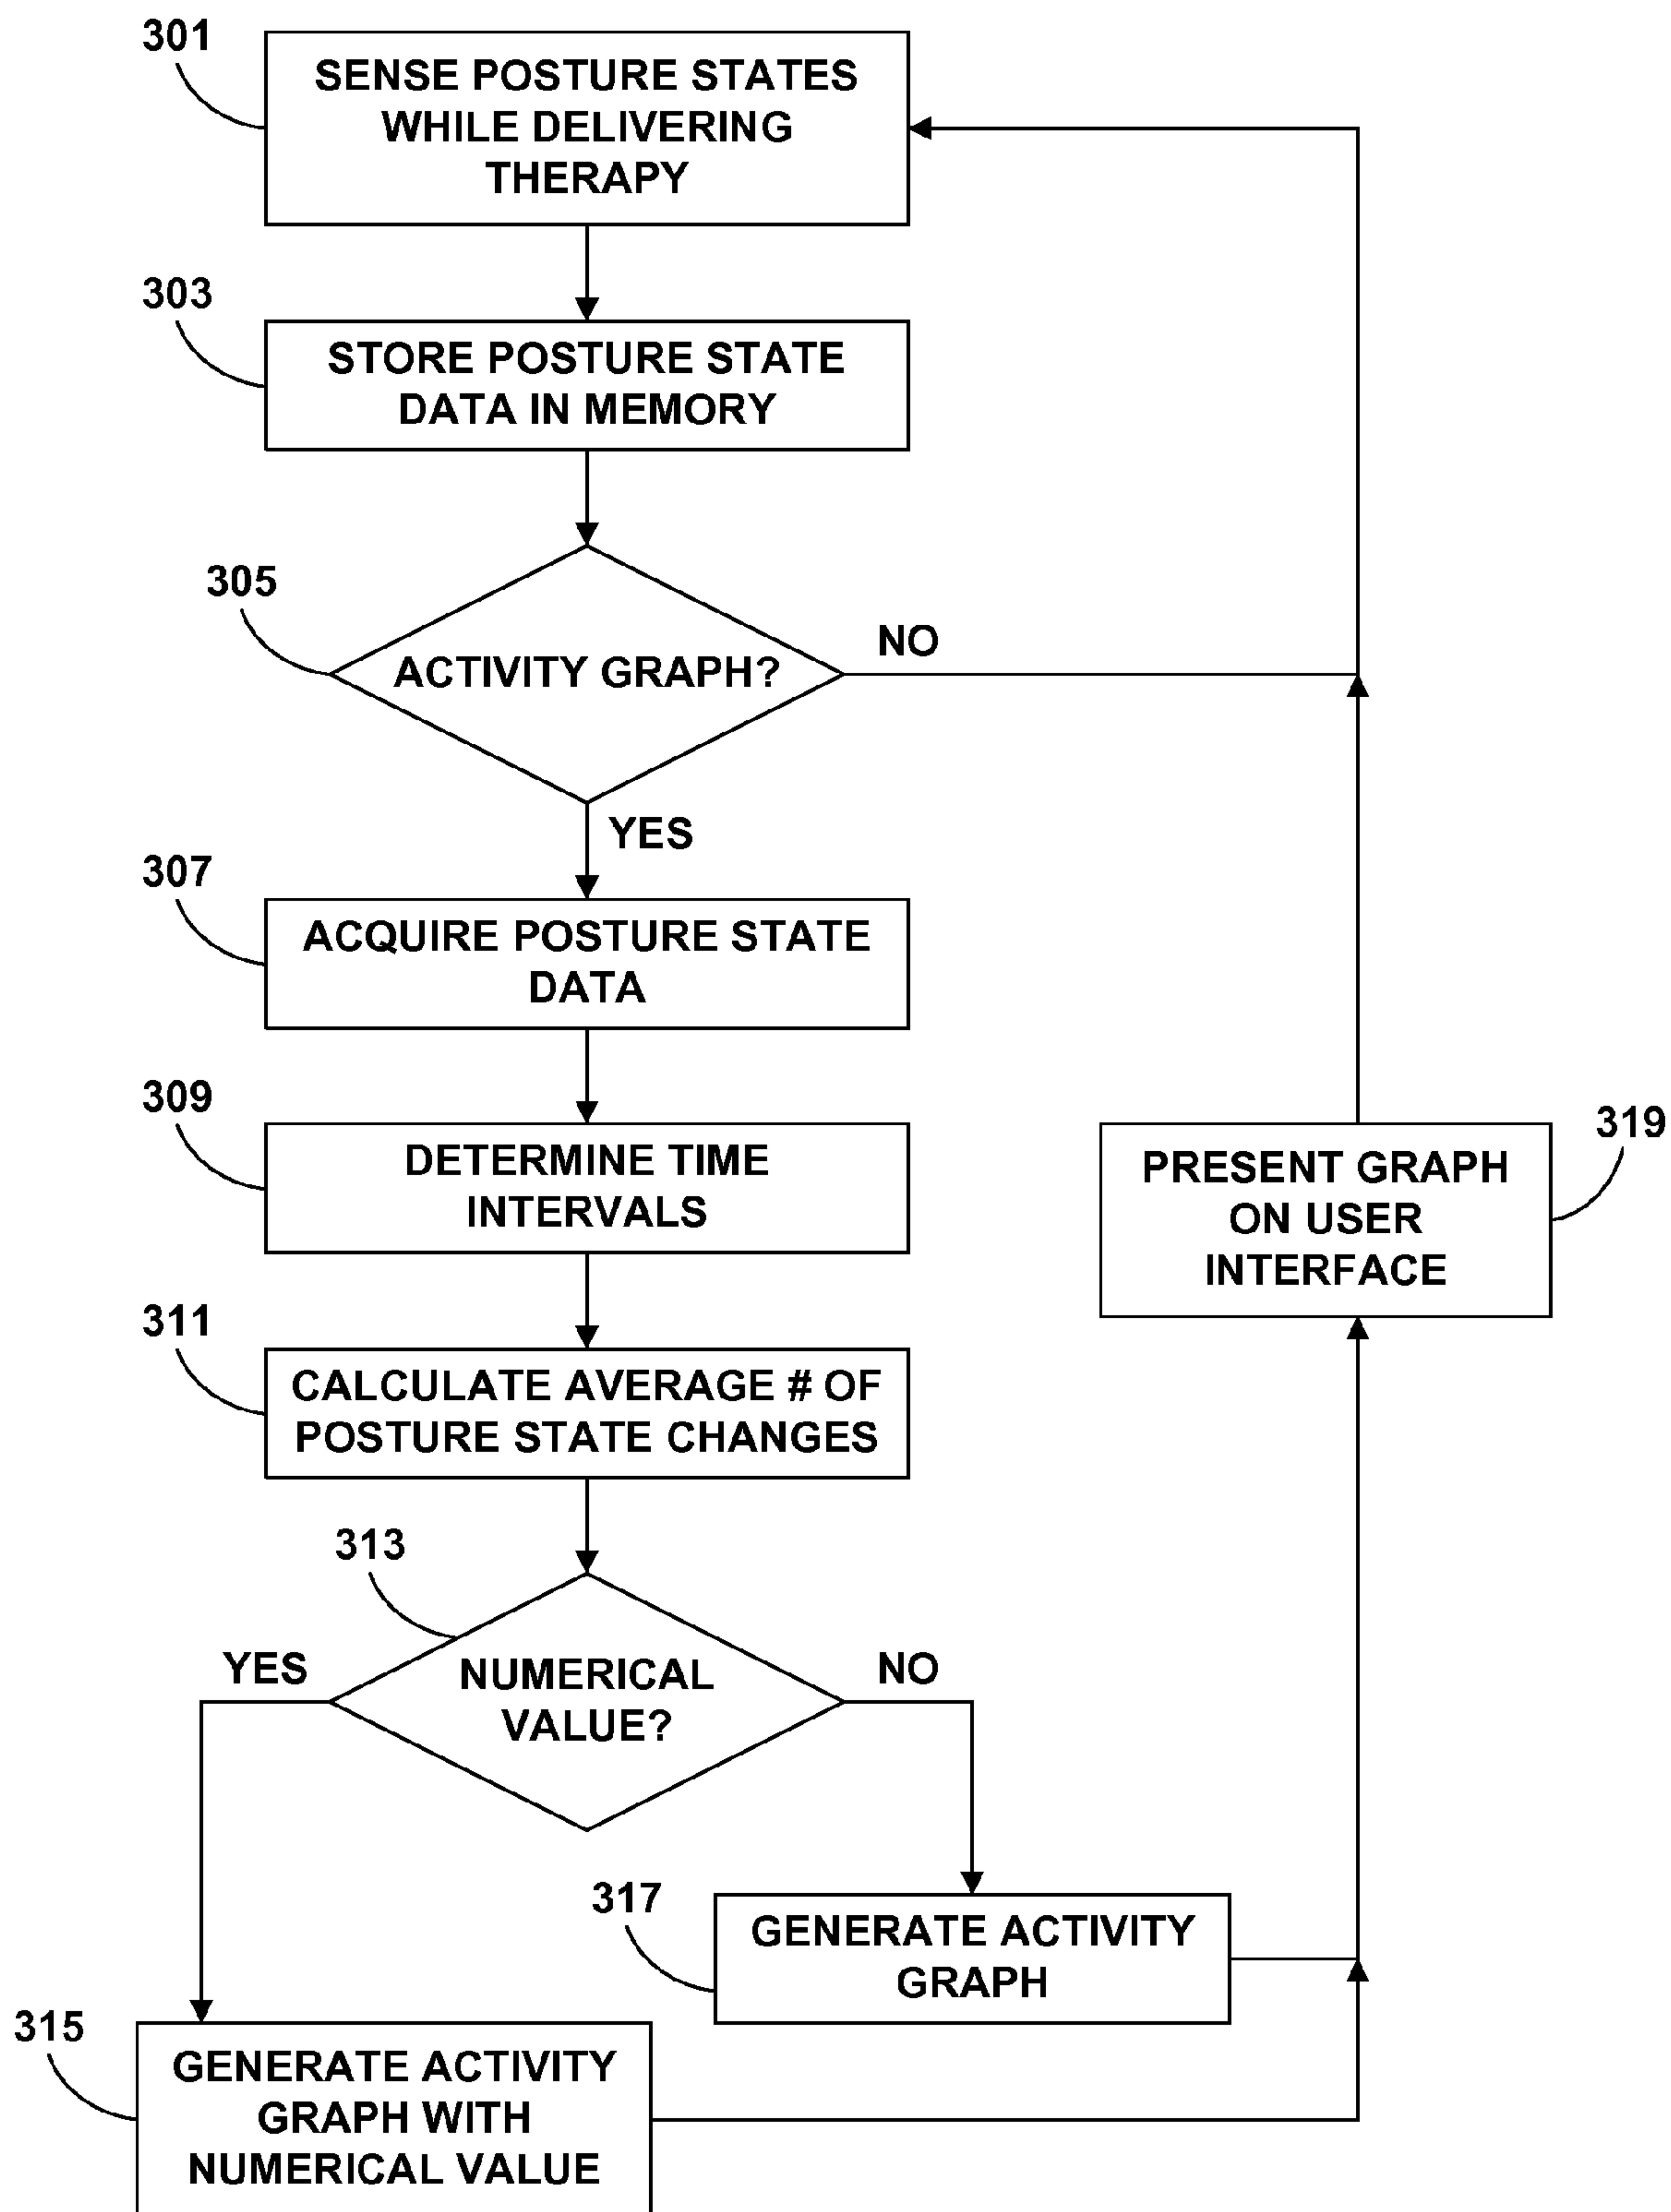 301
SENSE POSTURE STATES
WHILE DELIVERING
THERAPY
303
STORE POSTURE STATE
DATA IN MEMORY
305
ACTIVITY GRAPH?
NO
YES
307
ACQUIRE POSTURE STATE
DATA
309
DETERMINE TIME
INTERVALS
319
PRESENT GRAPH
ON USER
INTERFACE
311
CALCULATE AVERAGE # OF
POSTURE STATE CHANGES
313
YES
NUMERICAL
VALUE?
NO
317
GENERATE ACTIVITY
GRAPH
315
GENERATE ACTIVITY
GRAPH WITH
NUMERICAL VALUE